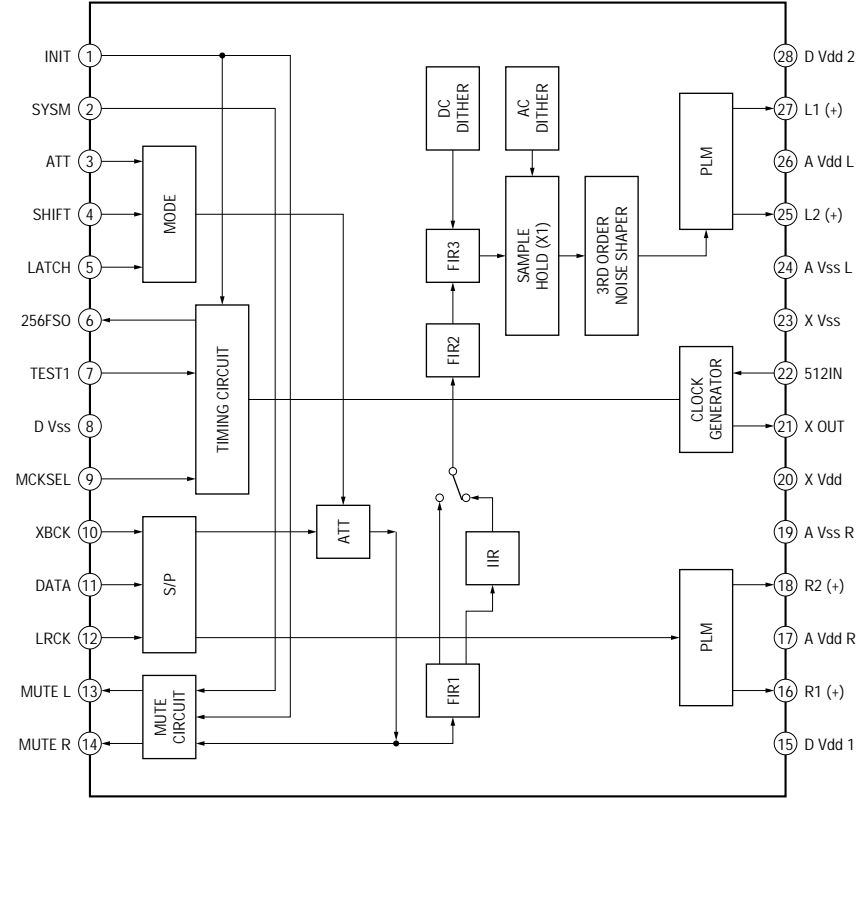 INIT 1
SYSM 2
ATT 3
SHIFT 4
LATCH 5
256FSO 6
TEST1 7
D Vss 8
MCKSEL 9
XBCK 10
DATA 11
LRCK 12
MUTE L 13
MUTE R 14
MODE
TIMING CIRCUIT
S/P
MUTE
CIRCUIT
ATT
DC
DITHER
AC
DITHER
FIR3
SAMPLE
HOLD (X1)
3RD ORDER
NOISE SHAPER
FIR2
IIR
FIR1
PLM
CLOCK
GENERATOR
PLM
28 D Vdd 2
27 L1 (+)
26 A Vdd L
25 L2 (+)
24 A Vss L
23 X Vss
22 512IN
21 X OUT
20 X Vdd
19 A Vss R
18 R2 (+)
17 A Vdd R
16 R1 (+)
15 D Vdd 1